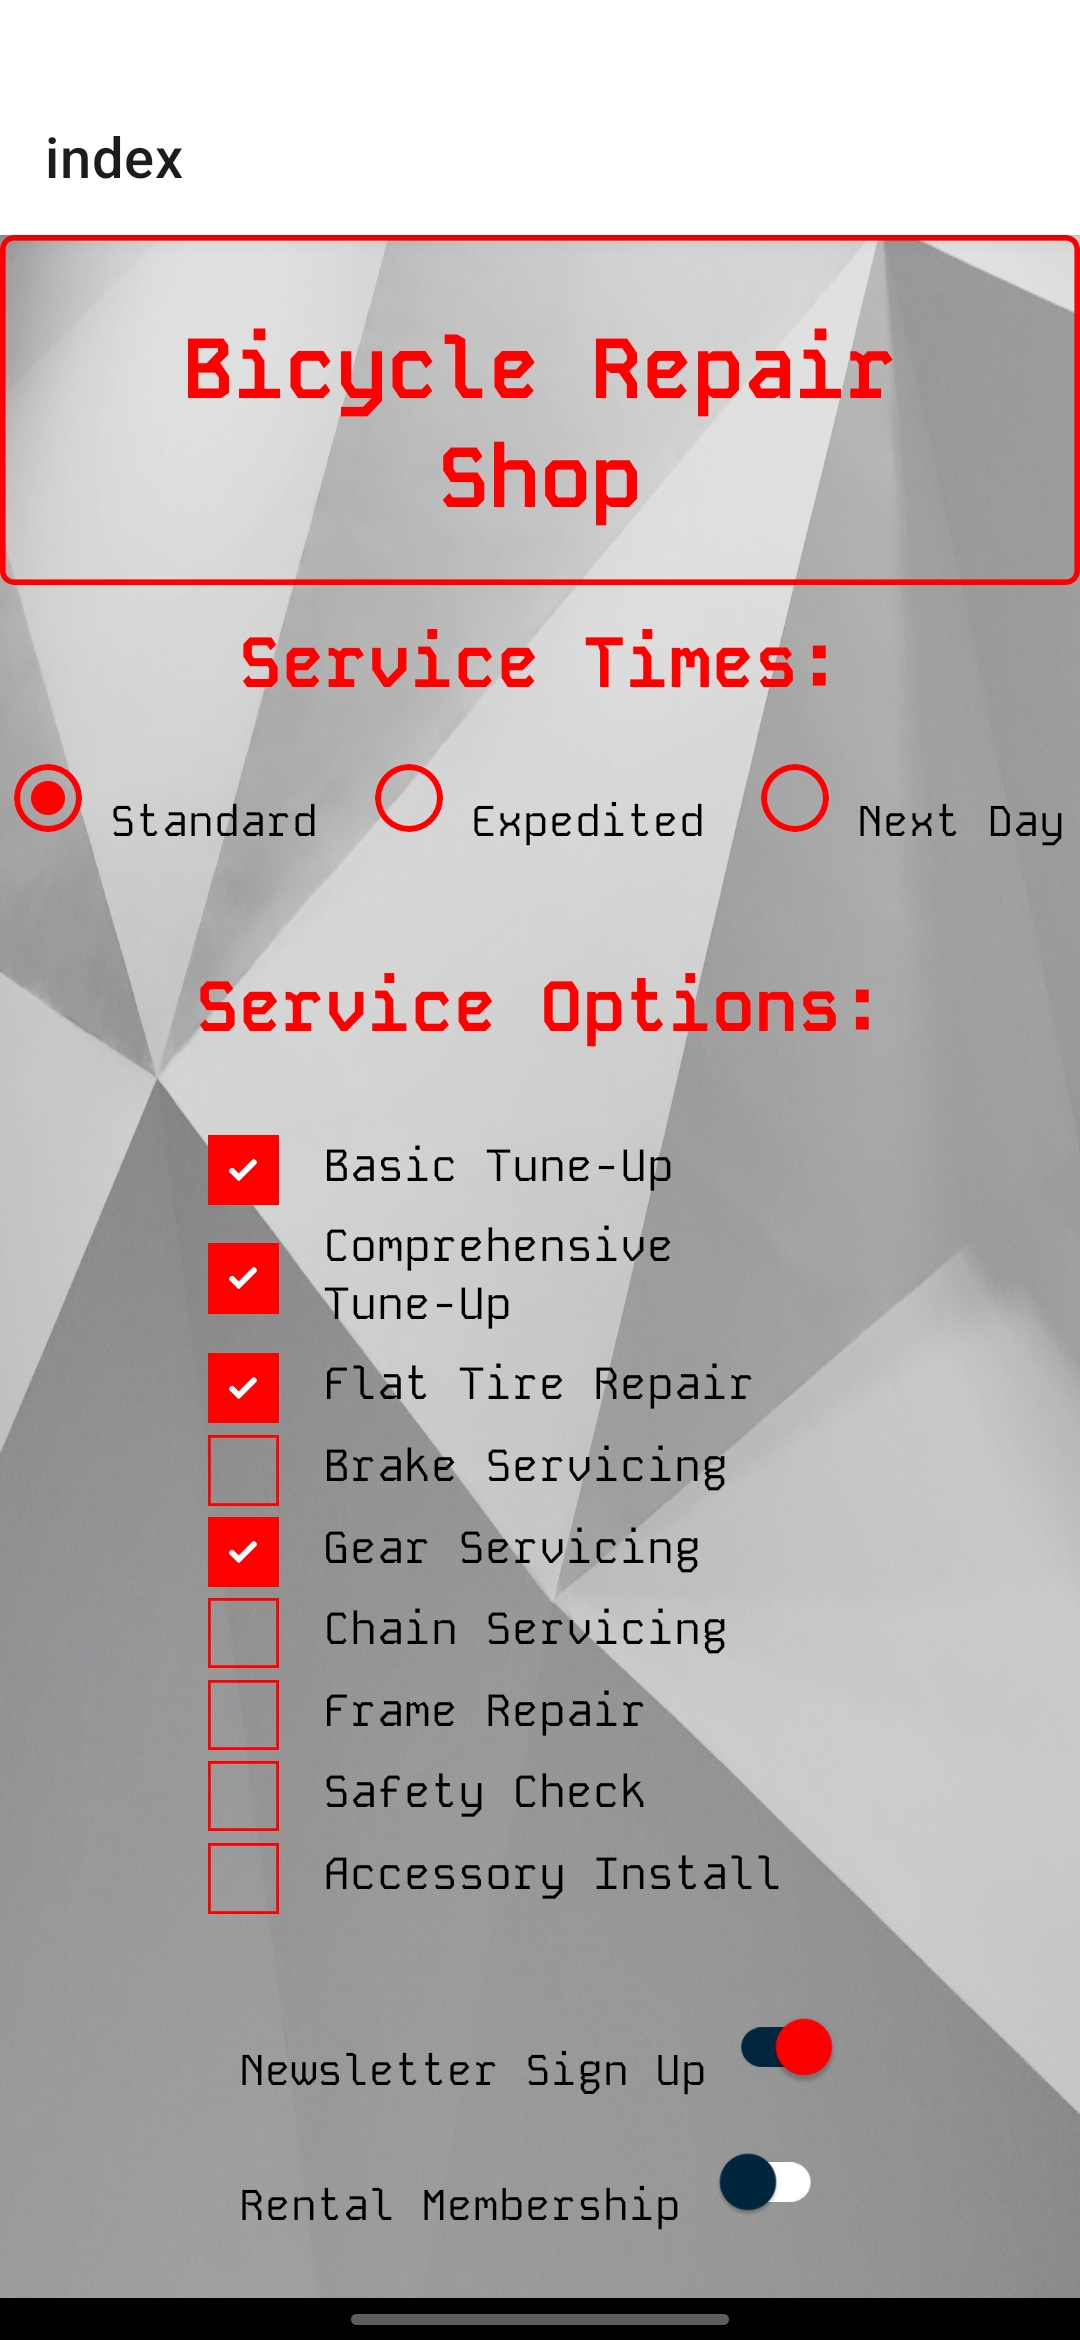 index
Bicycle Repair
Shop
Service Times:
Standard Expedited Next Day
Service Options:
Basic Tune-Up
Comprehensive
Tune-Up
Flat Tire Repair
Brake Servicing
Gear Servicing
Chain Servicing
Frame Repair
Safety Check
Accessory Install
Newsletter Sign Up
Rental Membership